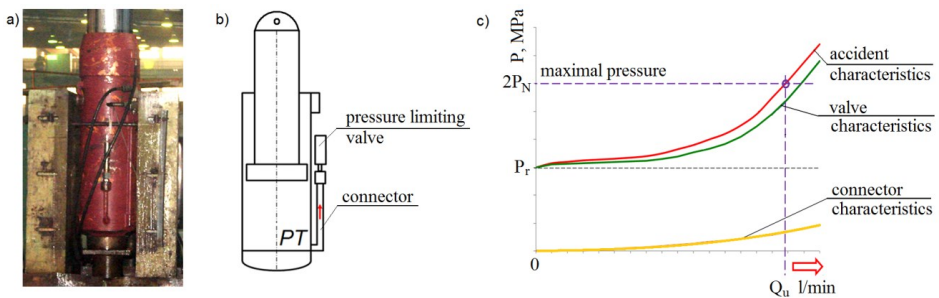 a)
b)
pressure limiting
valve
connector
PT
c)
P, MPa
2P_N
maximal pressure
accident
characteristics
valve
characteristics
P_r
connector
characteristics
0
Q_u l/min